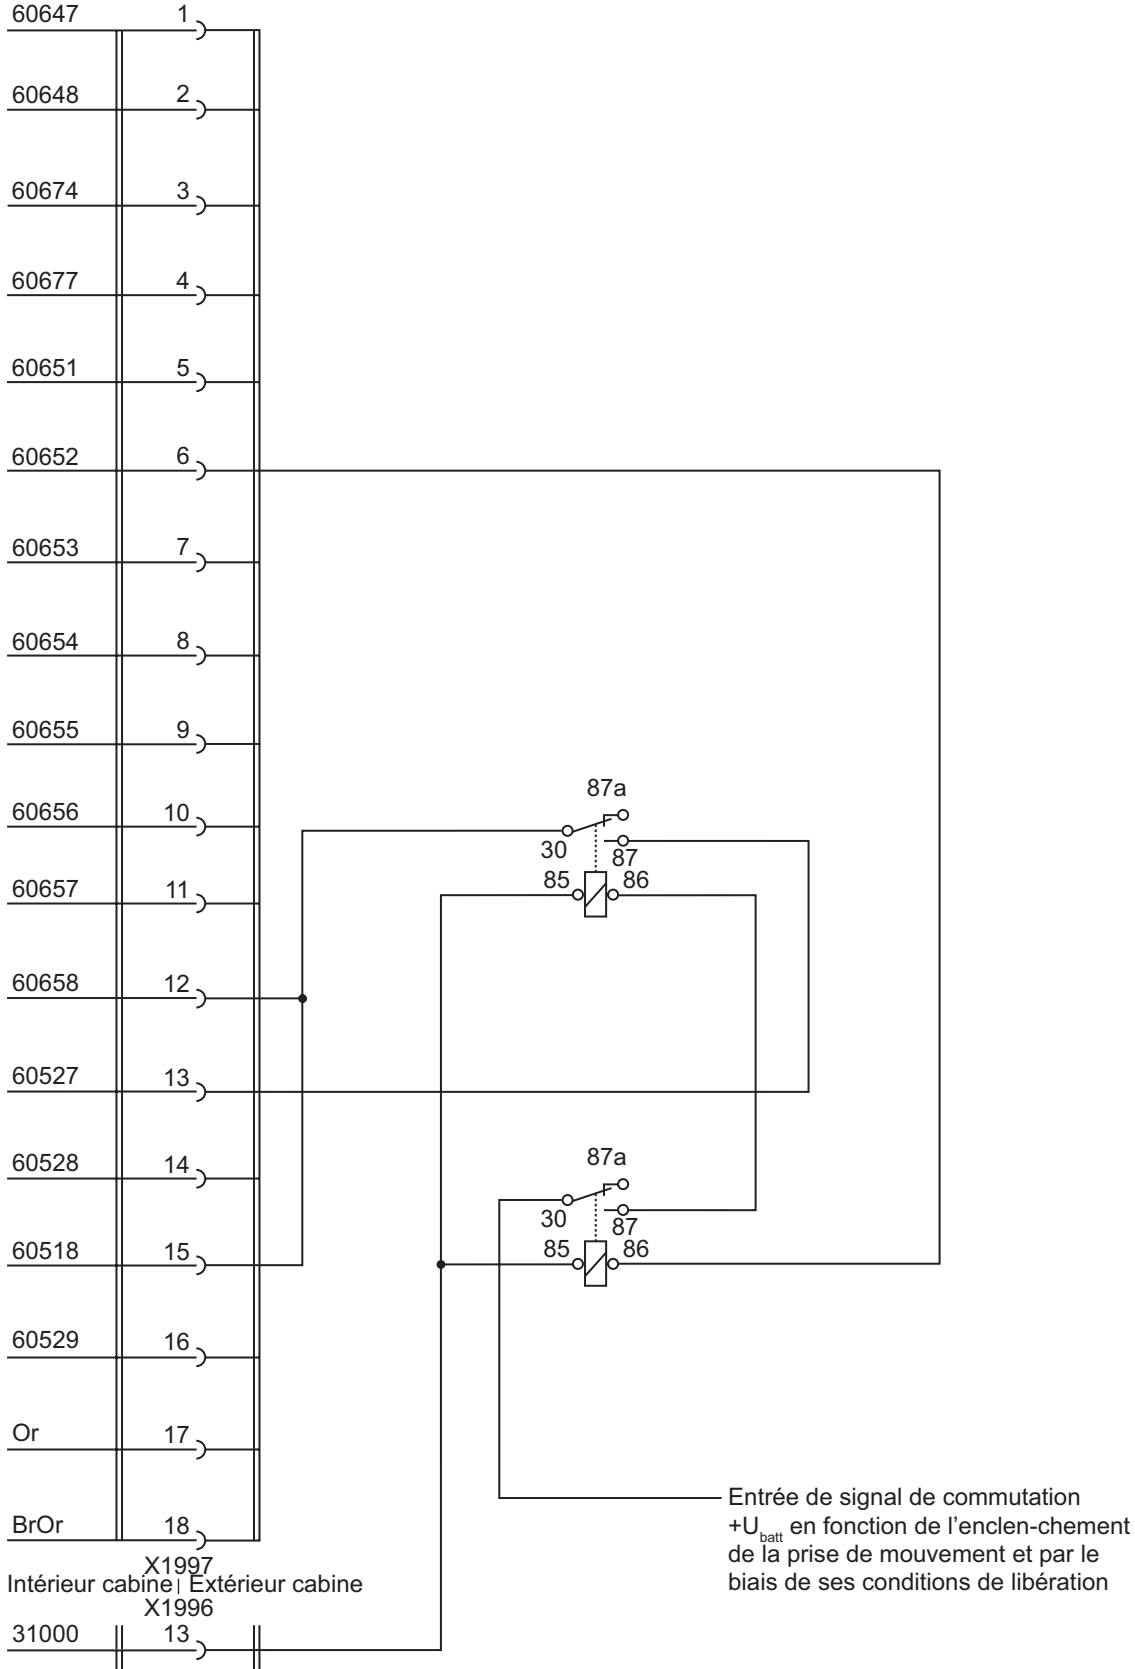 60647 1
60648 2
60674 3
60677 4
60651 5
60652 6
60653 7
60654 8
60655 9
87a
60656 10
30 87
60657 11 85 86
60658 12
60527 13
87a
60528 14
30 87
60518 15 85 86
60529 16
Or 17
Entrée de signal de commutation
BrOr 18 +Ubatt en fonction de l'enclen-chement
de la prise de mouvement et par le
X1997
Intérieur cabine | Extérieur cabine biais de ses conditions de libération
X1996
31000 13